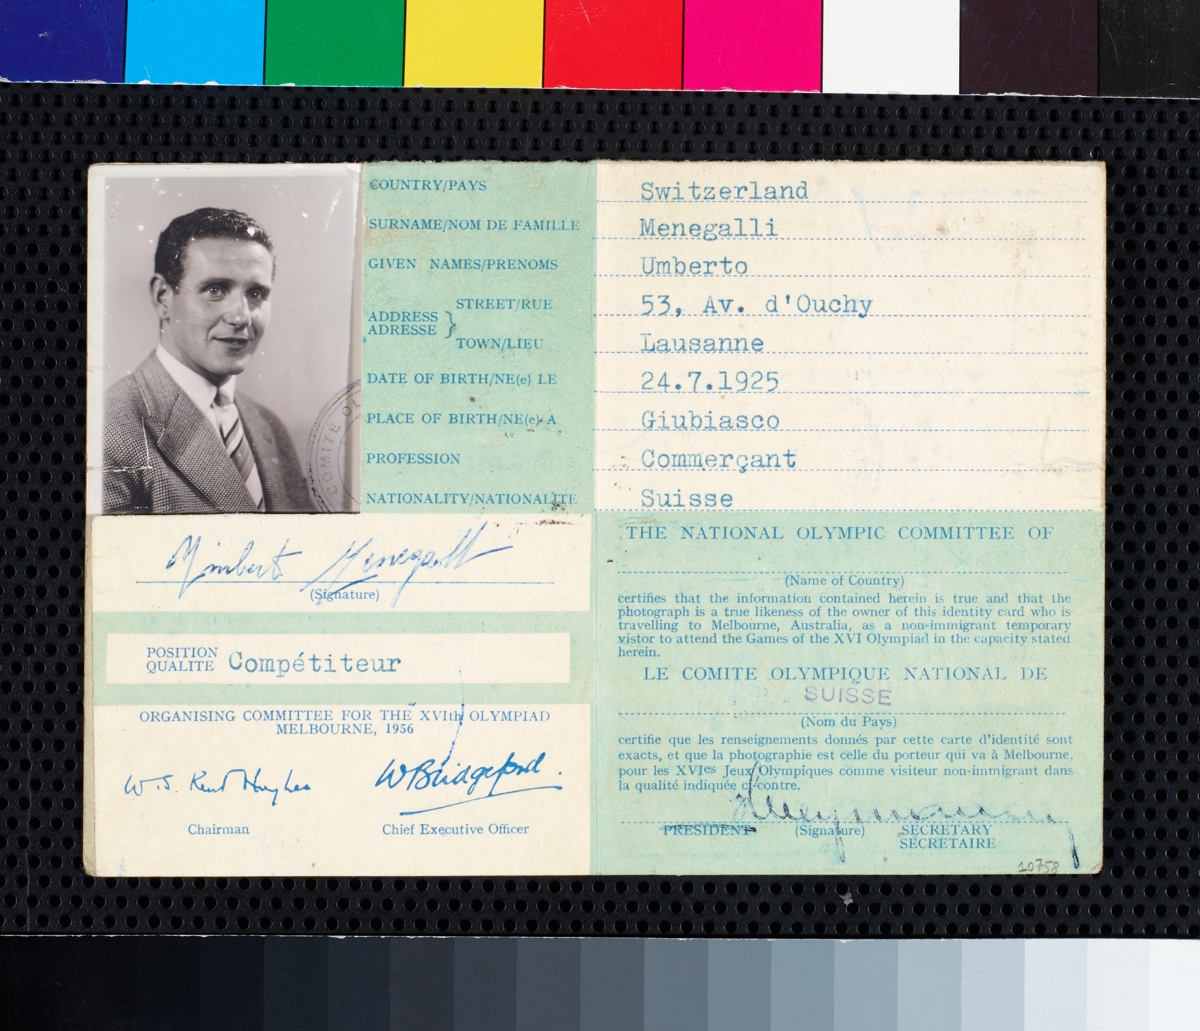 COUNTRY/PAYS Switzerland
SURNAME/NOM DE FAMILLE Menegalli
GIVEN NAMES/PRENOMS Umberto
ADDRESS ADRESSE } STREET/RUE 53, Av. d'Ouchy
TOWN/LIEU Lausanne
DATE OF BIRTH/NE(e) LE 24.7.1925
PLACE OF BIRTH/NE(e) A Giubiasco
PROFESSION Commerçant
NATIONALITY/NATIONALITE Suisse
COMITÉ OL
Umberto Menegalli
(Signature)
POSITION
QUALITE Compétiteur
ORGANISING COMMITTEE FOR THE XVIth OLYMPIAD
MELBOURNE, 1956
W. S. Kent Hughes W Bridgeford.
Chairman Chief Executive Officer
THE NATIONAL OLYMPIC COMMITTEE OF
(Name of Country)
certifies that the information contained herein is true and that the
photograph is a true likeness of the owner of this identity card who is
travelling to Melbourne, Australia, as a non-immigrant temporary
vistor to attend the Games of the XVI Olympiad in the capacity stated
herein.
LE COMITE OLYMPIQUE NATIONAL DE
SUISSE
(Nom du Pays)
certifie que les renseignements donnés par cette carte d'identité sont
exacts, et que la photographie est celle du porteur qui va à Melbourne,
pour les XVIes Jeux Olympiques comme visiteur non-immigrant dans
la qualité indiquée ci-contre.
PRESIDENT (Signature) SECRETARY
SECRETAIRE
10758